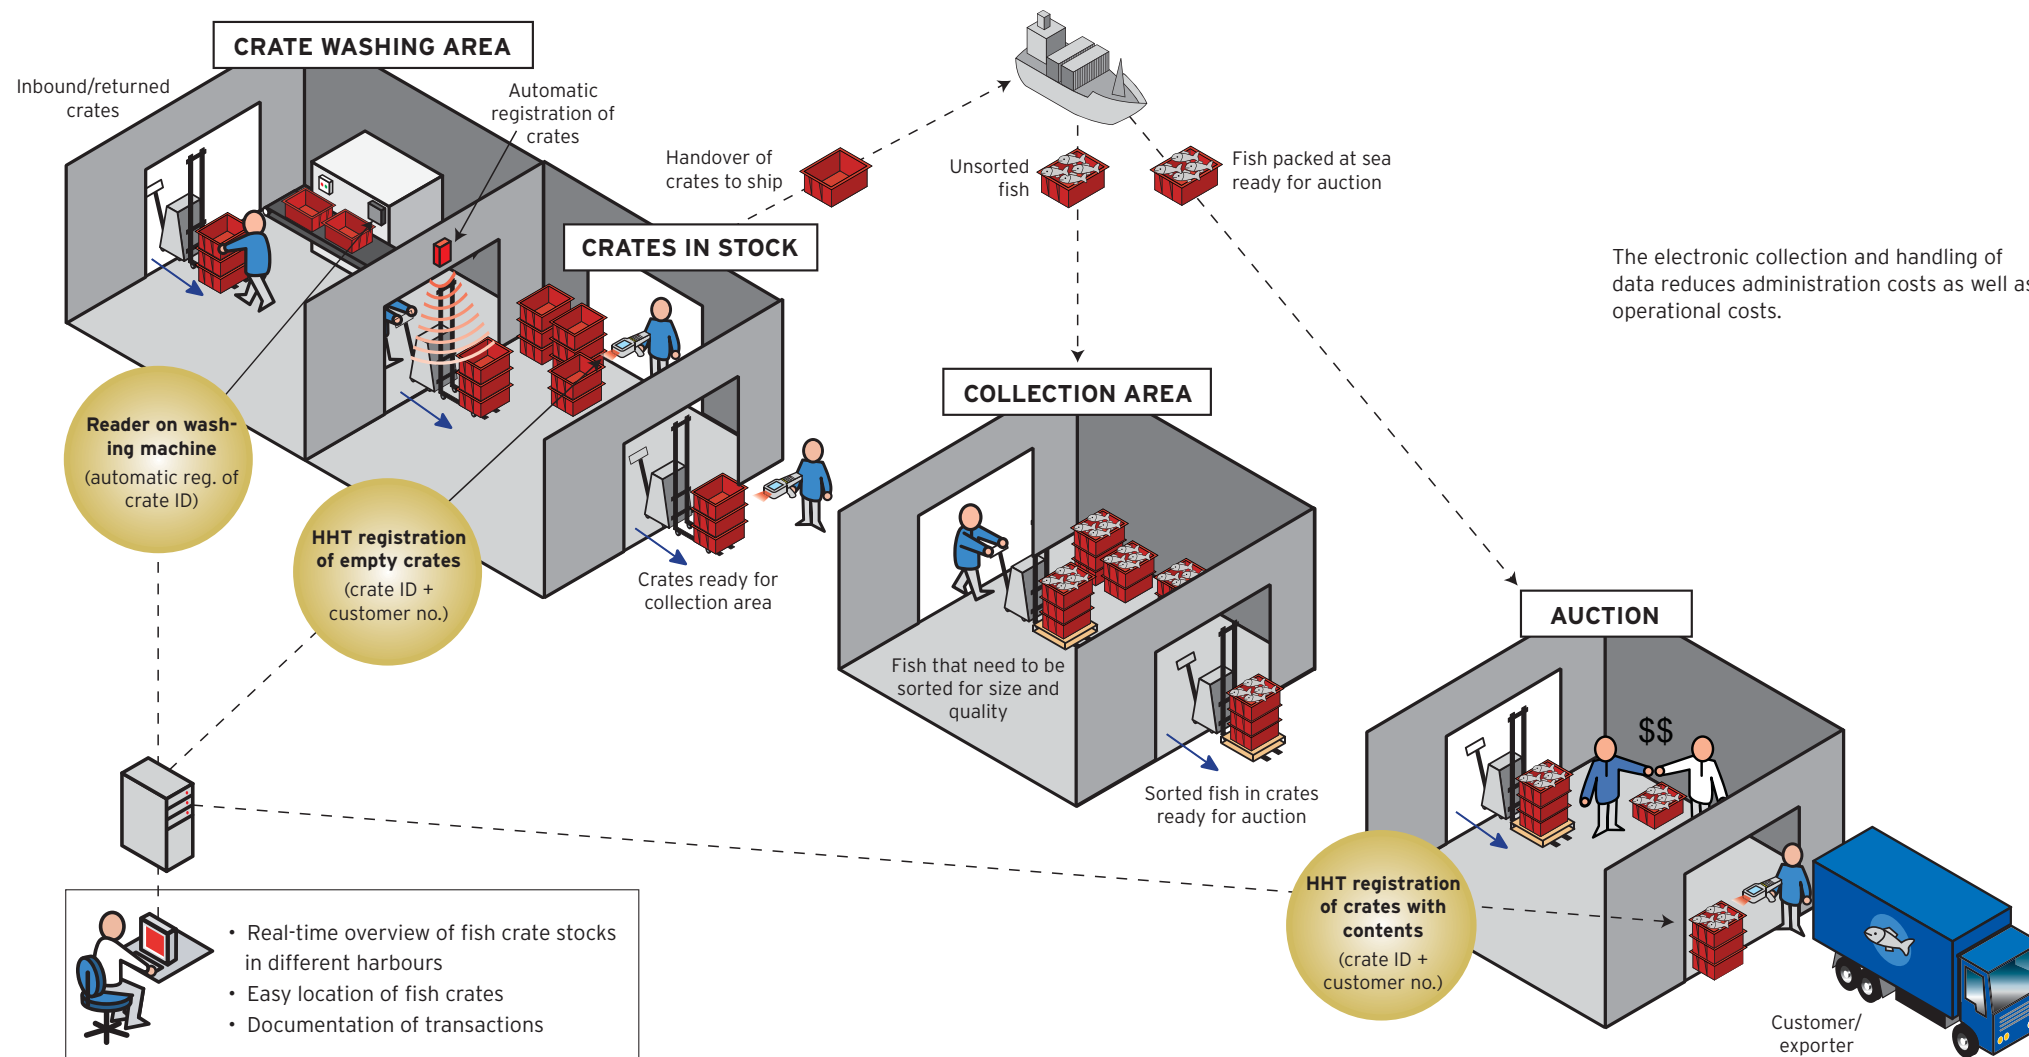 CRATE WASHING AREA
Inbound/returned
crates
Automatic
registration of
crates
Handover of
crates to ship
Unsorted
fish
Fish packed at sea
ready for auction
CRATES IN STOCK
The electronic collection and handling of
data reduces administration costs as well as
operational costs.
COLLECTION AREA
Reader on wash-
ing machine
(automatic reg. of
crate ID)
HHT registration
of empty crates
(crate ID +
customer no.)
Crates ready for
collection area
AUCTION
Fish that need to be
sorted for size and
quality
$$
Sorted fish in crates
ready for auction
HHT registration
of crates with
contents
(crate ID +
customer no.)
• Real-time overview of fish crate stocks
in different harbours
• Easy location of fish crates
• Documentation of transactions
Customer/
exporter